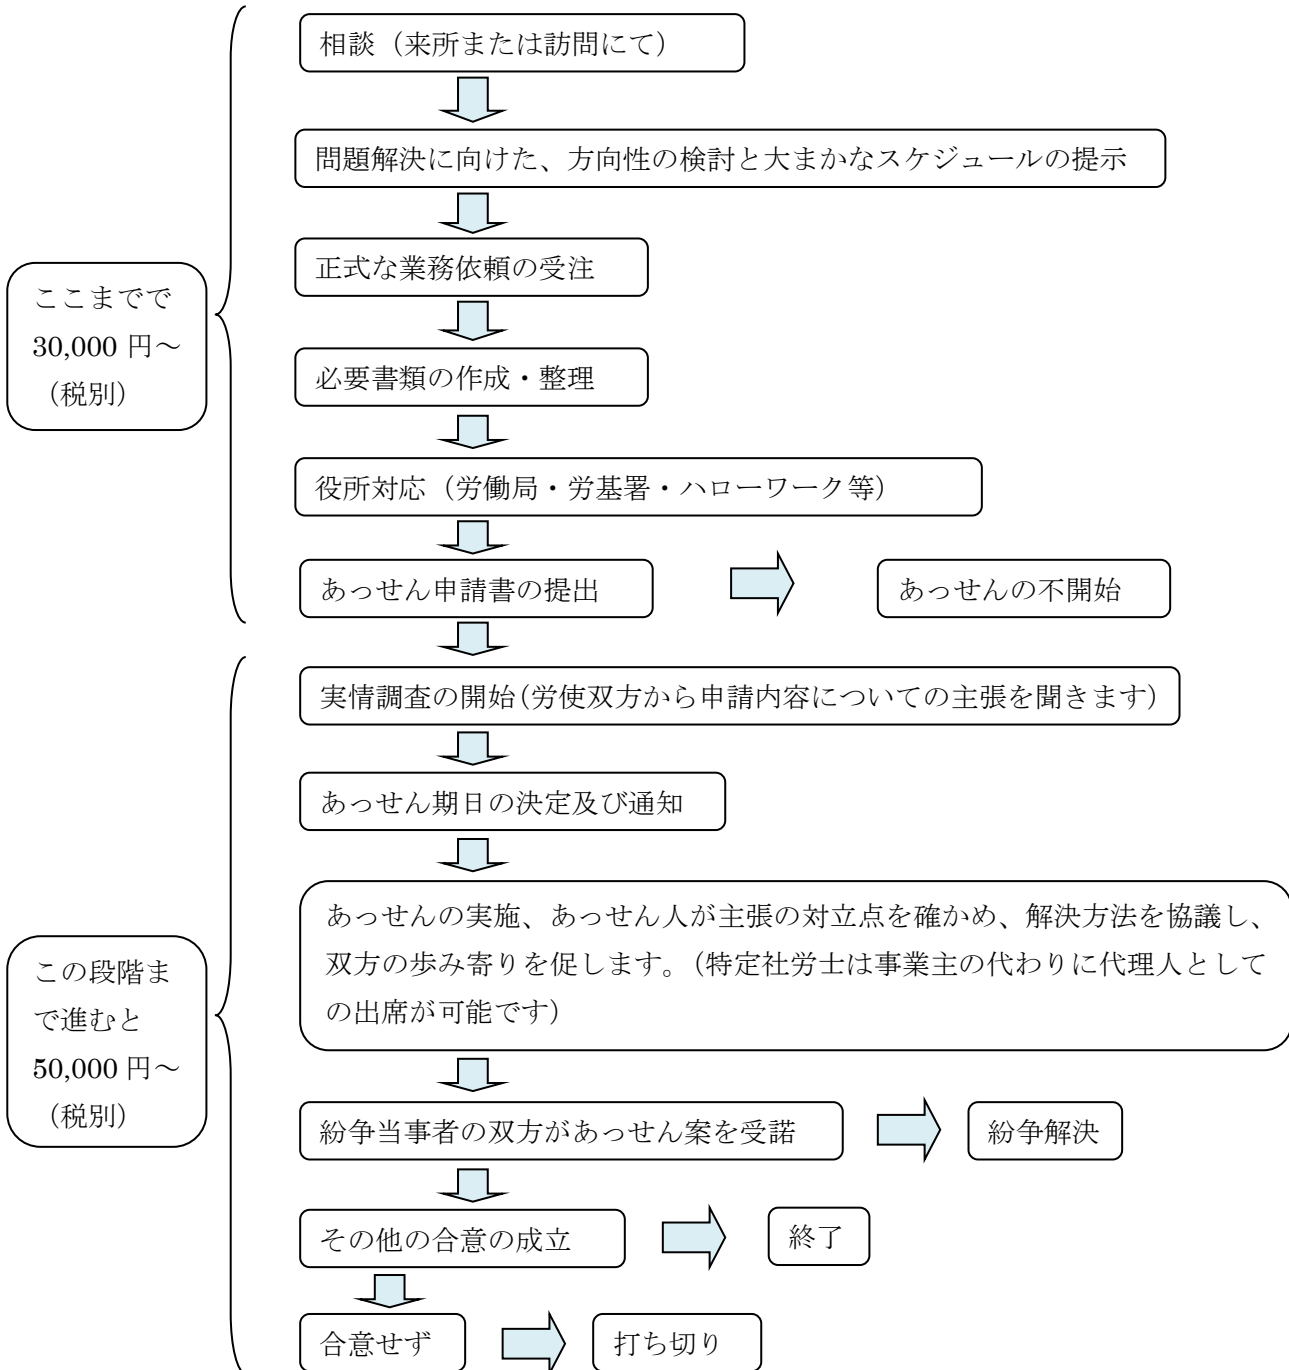 相談（来所または訪問にて）
問題解決に向けた、方向性の検討と大まかなスケジュールの提示
正式な業務依頼の受注
ここまでで
30,000 円～
（税別）
必要書類の作成・整理
役所対応（労働局・労基署・ハローワーク等）
あっせん申請書の提出
あっせんの不開始
実情調査の開始（労使双方から申請内容についての主張を聞きます）
あっせん期日の決定及び通知
あっせんの実施、あっせん人が主張の対立点を確かめ、解決方法を協議し、
双方の歩み寄りを促します。（特定社労士は事業主の代わりに代理人として
の出席が可能です）
この段階ま
で進むと
50,000 円～
（税別）
紛争当事者の双方があっせん案を受諾
紛争解決
その他の合意の成立
終了
合意せず
打ち切り